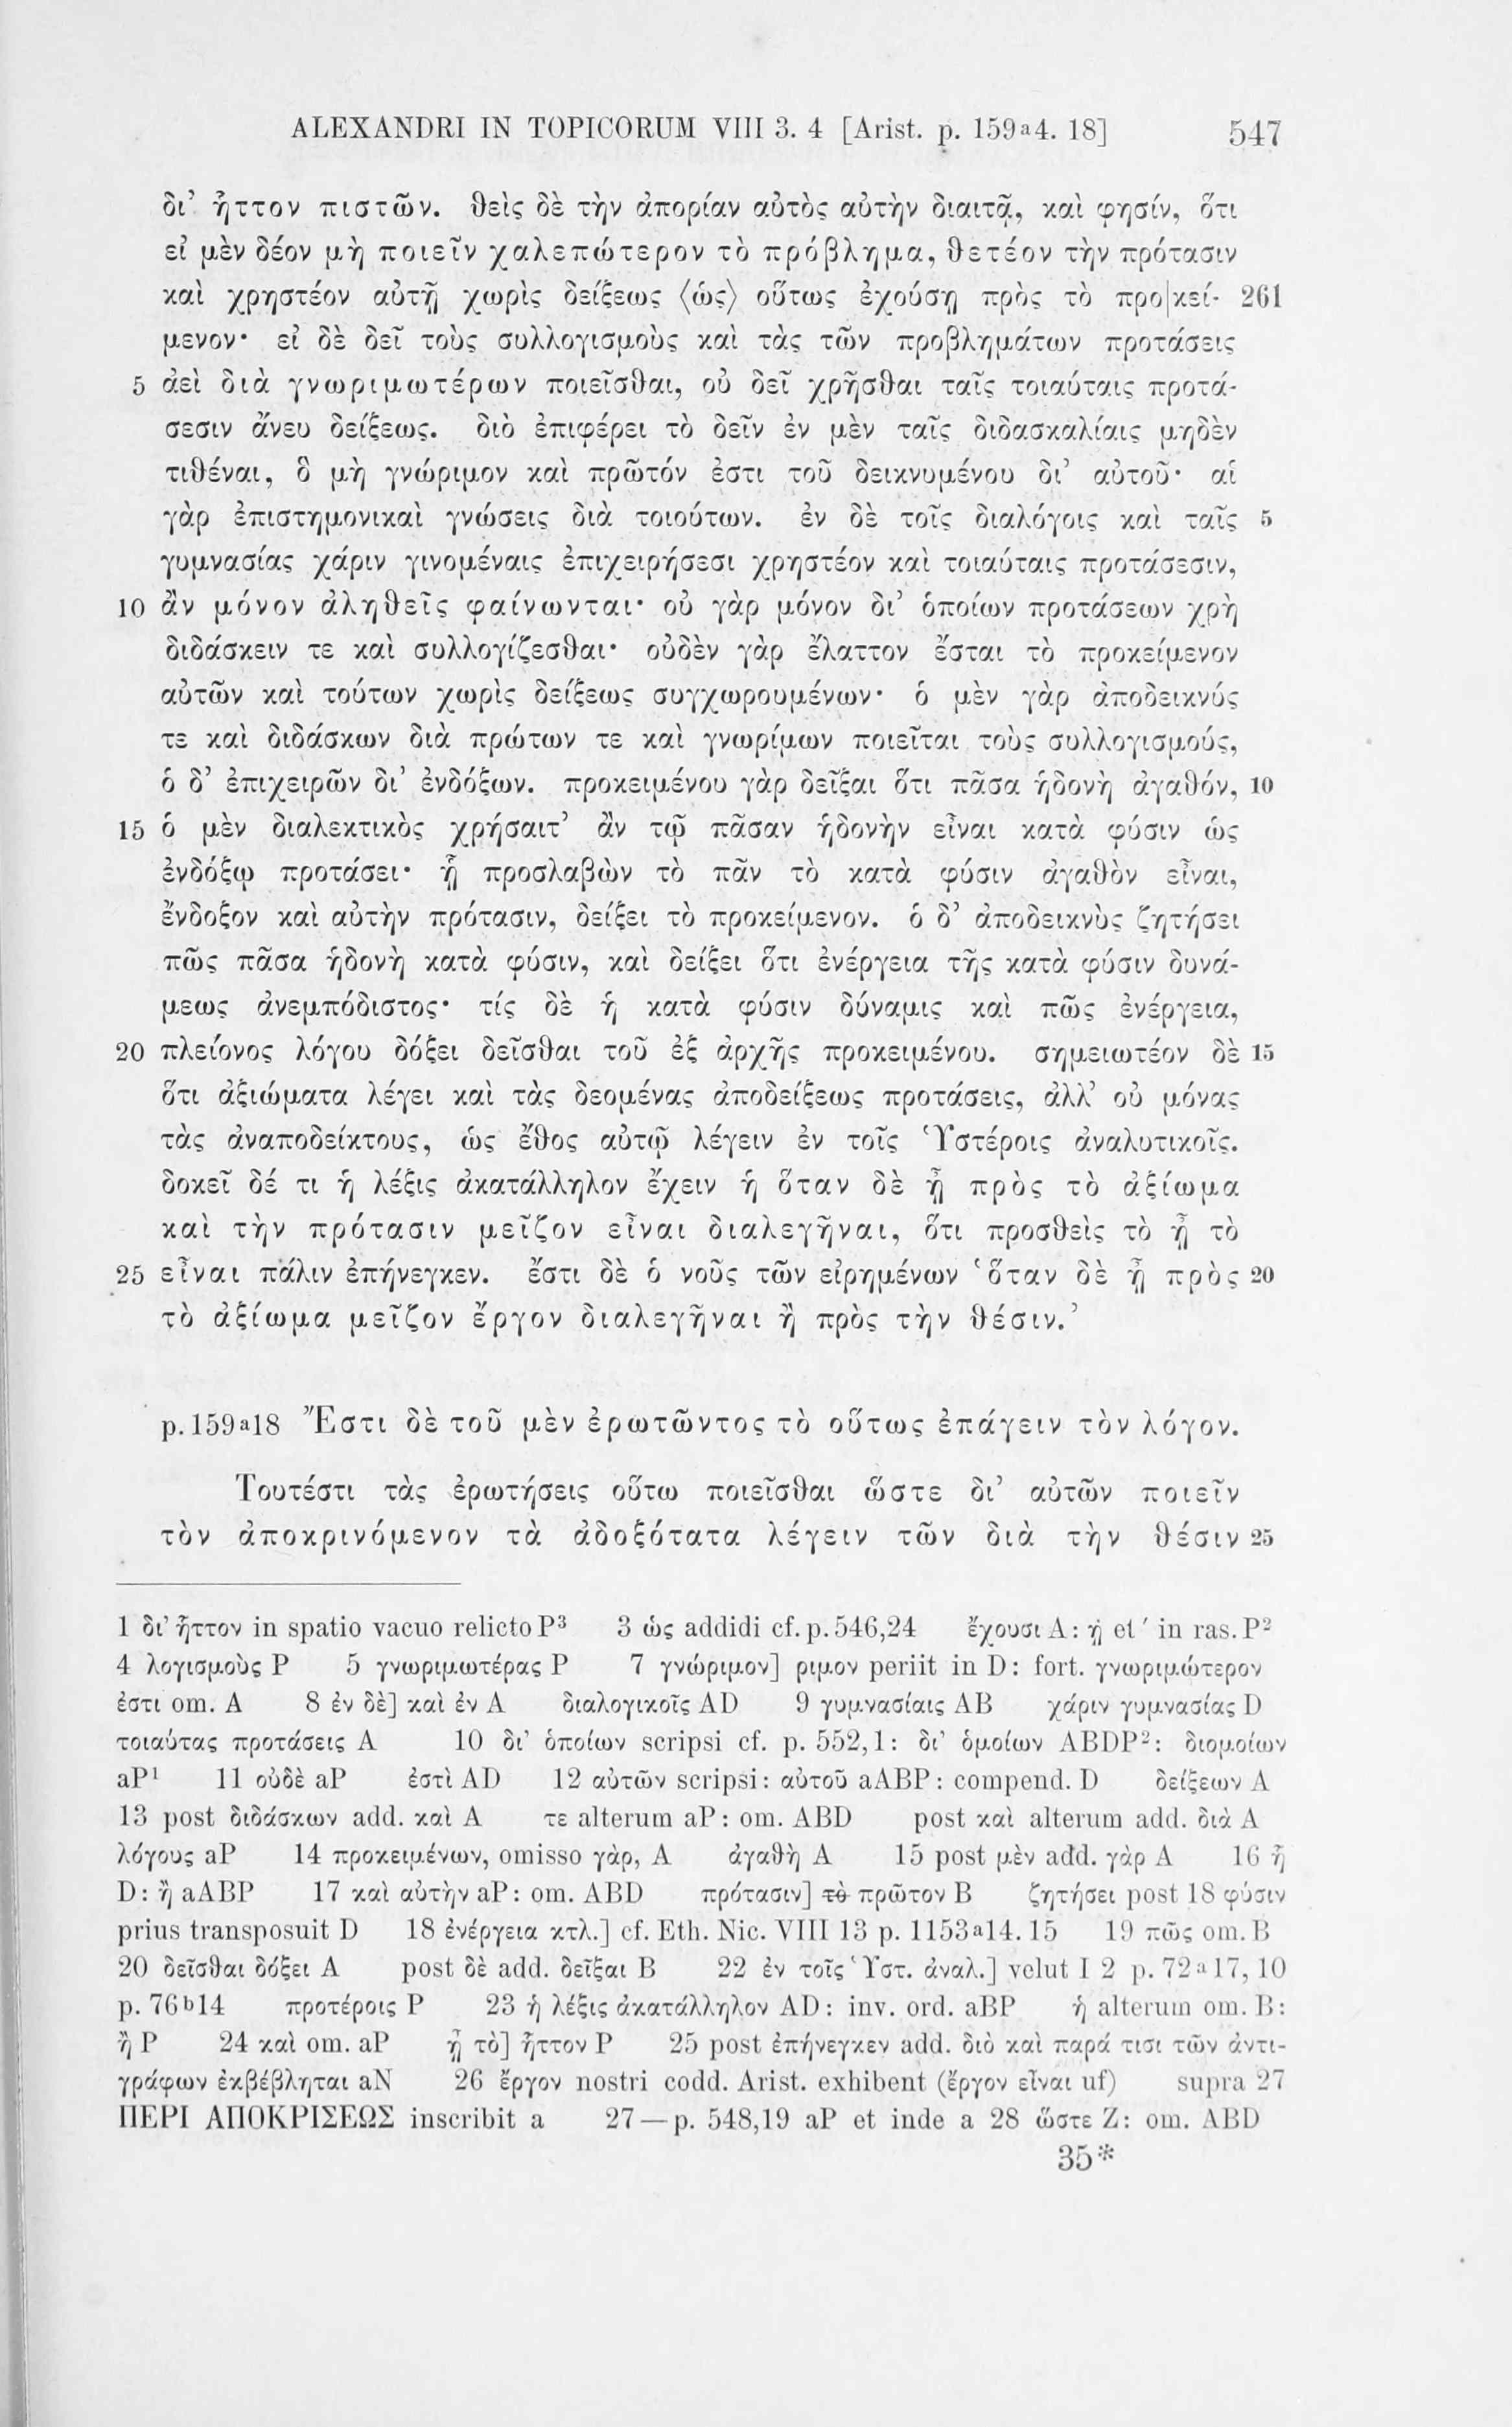 ALEXANDRI IN TOPICORUM VIII 3. 4 [Arist. p. 159a4. 18] 547
δι’ ἧττον πιστῶν. θεὶς δὲ τὴν ἀπορίαν αὐτὸς αὐτὴν διαιτᾷ, καὶ φησίν, ὅτι
εἰ μὲν δέον μὴ ποιεῖν χαλεπώτερον τὸ πρόβλημα, θετέον τὴν πρότασιν
καὶ χρηστέον αὐτῇ χωρὶς δείξεως ⟨ὡς⟩ οὕτως ἐχούσῃ πρὸς τὸ προ|κεί- 261
μενον· εἰ δὲ δεῖ τοὺς συλλογισμοὺς καὶ τὰς τῶν προβλημάτων προτάσεις
5 ἀεὶ διὰ γνωριμωτέρων ποιεῖσθαι, οὐ δεῖ χρῆσθαι ταῖς τοιαύταις προτά-
σεσιν ἄνευ δείξεως. διὸ ἐπιφέρει τὸ δεῖν ἐν μὲν ταῖς διδασκαλίαις μηδὲν
τιθέναι, ὃ μὴ γνώριμον καὶ πρῶτόν ἐστι τοῦ δεικνυμένου δι’ αὐτοῦ· αἱ
γὰρ ἐπιστημονικαὶ γνώσεις διὰ τοιούτων. ἐν δὲ τοῖς διαλόγοις καὶ ταῖς 5
γυμνασίας χάριν γινομέναις ἐπιχειρήσεσι χρηστέον καὶ τοιαύταις προτάσεσιν,
10 ἂν μόνον ἀληθεῖς φαίνωνται· οὐ γὰρ μόνον δι’ ὁποίων προτάσεων χρὴ
διδάσκειν τε καὶ συλλογίζεσθαι· οὐδὲν γὰρ ἔλαττον ἔσται τὸ προκείμενον
αὐτῶν καὶ τούτων χωρὶς δείξεως συγχωρουμένων· ὁ μὲν γὰρ ἀποδεικνύς
τε καὶ διδάσκων διὰ πρώτων τε καὶ γνωρίμων ποιεῖται τοὺς συλλογισμούς,
ὁ δ’ ἐπιχειρῶν δι’ ἐνδόξων. προκειμένου γὰρ δεῖξαι ὅτι πᾶσα ἡδονὴ ἀγαθόν, 10
15 ὁ μὲν διαλεκτικὸς χρήσαιτ’ ἂν τῷ πᾶσαν ἡδονὴν εἶναι κατὰ φύσιν ὡς
ἐνδόξῳ προτάσει· ᾗ προσλαβὼν τὸ πᾶν τὸ κατὰ φύσιν ἀγαθὸν εἶναι,
ἔνδοξον καὶ αὐτὴν πρότασιν, δείξει τὸ προκείμενον. ὁ δ’ ἀποδεικνὺς ζητήσει
πῶς πᾶσα ἡδονὴ κατὰ φύσιν, καὶ δείξει ὅτι ἐνέργεια τῆς κατὰ φύσιν δυνά-
μεως ἀνεμπόδιστος· τίς δὲ ἡ κατὰ φύσιν δύναμις καὶ πῶς ἐνέργεια,
20 πλείονος λόγου δόξει δεῖσθαι τοῦ ἐξ ἀρχῆς προκειμένου. σημειωτέον δὲ 15
ὅτι ἀξιώματα λέγει καὶ τὰς δεομένας ἀποδείξεως προτάσεις, ἀλλ’ οὐ μόνας
τὰς ἀναποδείκτους, ὡς ἔθος αὐτῷ λέγειν ἐν τοῖς Ὑστέροις ἀναλυτικοῖς.
δοκεῖ δέ τι ἡ λέξις ἀκατάλληλον ἔχειν ἡ ὅταν δὲ ᾖ πρὸς τὸ ἀξίωμα
καὶ τὴν πρότασιν μεῖζον εἶναι διαλεγῆναι, ὅτι προσθεὶς τὸ ᾖ τὸ
25 εἶναι πάλιν ἐπήνεγκεν. ἔστι δὲ ὁ νοῦς τῶν εἰρημένων ‘ὅταν δὲ ᾖ πρὸς 20
τὸ ἀξίωμα μεῖζον ἔργον διαλεγῆναι ἢ πρὸς τὴν θέσιν.’
p. 159a18 Ἔστι δὲ τοῦ μὲν ἐρωτῶντος τὸ οὕτως ἐπάγειν τὸν λόγον.
Τουτέστι τὰς ἐρωτήσεις οὕτω ποιεῖσθαι ὥστε δι’ αὐτῶν ποιεῖν
τὸν ἀποκρινόμενον τὰ ἀδοξότατα λέγειν τῶν διὰ τὴν θέσιν 25
1 δι’ ἧττον in spatio vacuo relicto P³ 3 ὡς addidi cf. p. 546,24 ἔχουσι A: ῃ et ′ in ras. P²
4 λογισμοὺς P 5 γνωριμωτέρας P 7 γνώριμον] ριμον periit in D: fort. γνωριμώτερον
ἐστι om. A 8 ἐν δὲ] καὶ ἐν A διαλογικοῖς AD 9 γυμνασίαις AB χάριν γυμνασίας D
τοιαύτας προτάσεις A 10 δι’ ὁποίων scripsi cf. p. 552,1: δι’ ὁμοίων ABDP²: διομοίων
aP¹ 11 οὐδὲ aP ἐστὶ AD 12 αὐτῶν scripsi: αὐτοῦ aABP: compend. D δείξεων A
13 post διδάσκων add. καὶ A τε alterum aP: om. ABD post καὶ alterum add. διὰ A
λόγους aP 14 προκειμένων, omisso γὰρ, A ἀγαθὴ A 15 post μὲν add. γὰρ A 16 ᾗ
D: ἢ aABP 17 καὶ αὐτὴν aP: om. ABD πρότασιν] τὸ πρῶτον B ζητήσει post 18 φύσιν
prius transposuit D 18 ἐνέργεια κτλ.] cf. Eth. Nic. VIII 13 p. 1153a14. 15 19 πῶς om. B
20 δεῖσθαι δόξει A post δὲ add. δεῖξαι B 22 ἐν τοῖς Ὑστ. ἀναλ.] velut I 2 p. 72a17, 10
p. 76b14 προτέροις P 23 ἡ λέξις ἀκατάλληλον AD: inv. ord. aBP ἡ alterum om. B:
ἢ P 24 καὶ om. aP ᾖ τὸ] ἧττον P 25 post ἐπήνεγκεν add. διὸ καὶ παρά τισι τῶν ἀντι-
γράφων ἐκβέβληται aN 26 ἔργον nostri codd. Arist. exhibent (ἔργον εἶναι uf) supra 27
ΠΕΡΙ ΑΠΟΚΡΙΣΕΩΣ inscribit a 27—p. 548,19 aP et inde a 28 ὥστε Z: om. ABD
35*